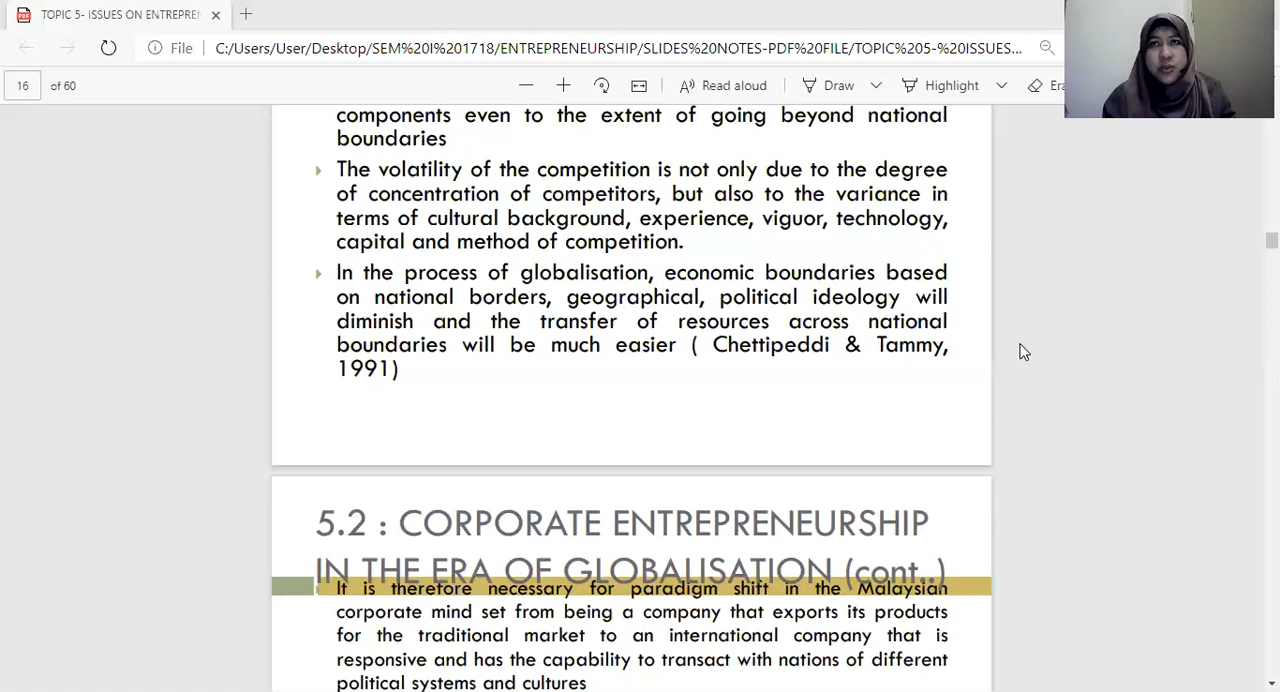 TOPIC 5- ISSUES ON ENTREPREN
File
C:/Users/User/Desktop/SEM%20I%201718/ENTREPRENEURSHIP/SLIDES%20NOTES-PDF%20FILE/TOPIC%205-%20ISSUES...
16 of 60
Read aloud
Draw
Highlight
Era
components even to the extent of going beyond national
boundaries
The volatility of the competition is not only due to the degree
of concentration of competitors, but also to the variance in
terms of cultural background, experience, viguor, technology,
capital and method of competition.
In the process of globalisation, economic boundaries based
on national borders, geographical, political ideology will
diminish and the transfer of resources across national
boundaries will be much easier ( Chettipeddi & Tammy,
1991)
5.2 : CORPORATE ENTREPRENEURSHIP
IN THE ERA OF GLOBALISATION (cont..)
It is therefore necessary for paradigm shift in the Malaysian
corporate mind set from being a company that exports its products
for the traditional market to an international company that is
responsive and has the capability to transact with nations of different
political systems and cultures